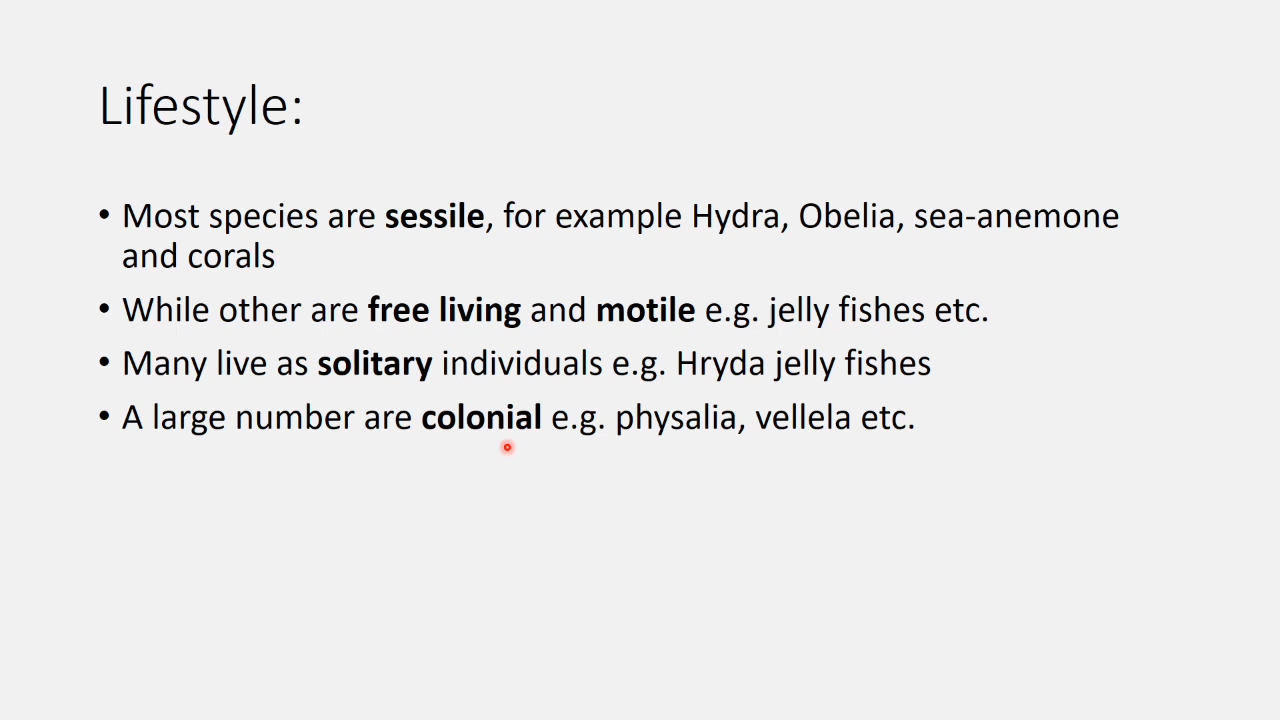 Lifestyle:
• Most species are sessile, for example Hydra, Obelia, sea-anemone
and corals
• While other are free living and motile e.g. jelly fishes etc.
• Many live as solitary individuals e.g. Hryda jelly fishes
• A large number are colonial e.g. physalia, vellela etc.